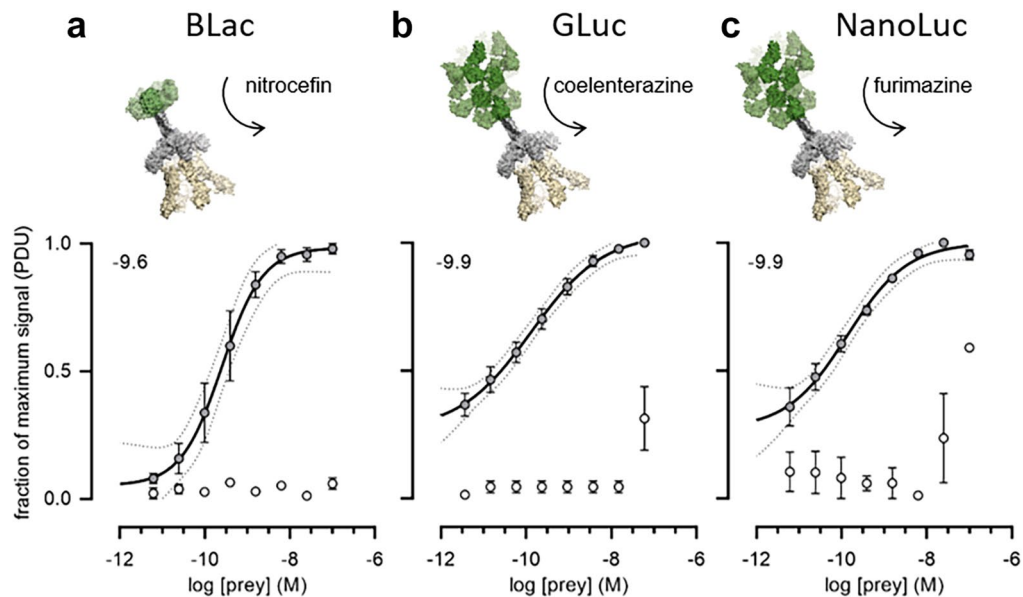 a BLac
nitrocefin
b GLuc
coelenterazine
c NanoLuc
furimazine
fraction of maximum signal (PDU)
1.0
0.5
0.0
-9.6
-12 -10 -8 -6
log [prey] (M)
-9.9
-12 -10 -8 -6
log [prey] (M)
-9.9
-12 -10 -8 -6
log [prey] (M)